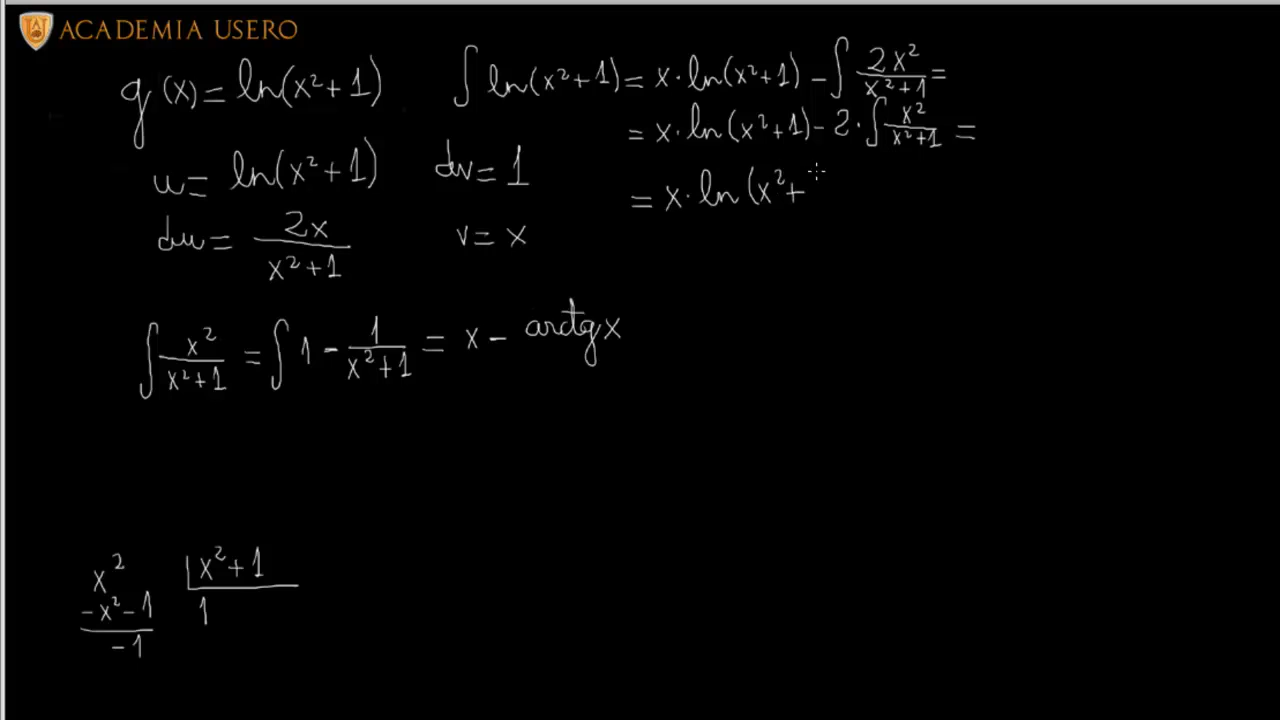 ACADEMIA USERO
g(x) = ln(x²+1)
∫ ln(x²+1) = x·ln(x²+1) - ∫ 2x²/(x²+1) =
= x·ln(x²+1) - 2·∫ x²/(x²+1) =
= x·ln(x²+
u = ln(x²+1) dv = 1
du = 2x/(x²+1) v = x
∫ x²/(x²+1) = ∫ 1 - 1/(x²+1) = x - arctg x
x² |x²+1
-x²-1 1
-1